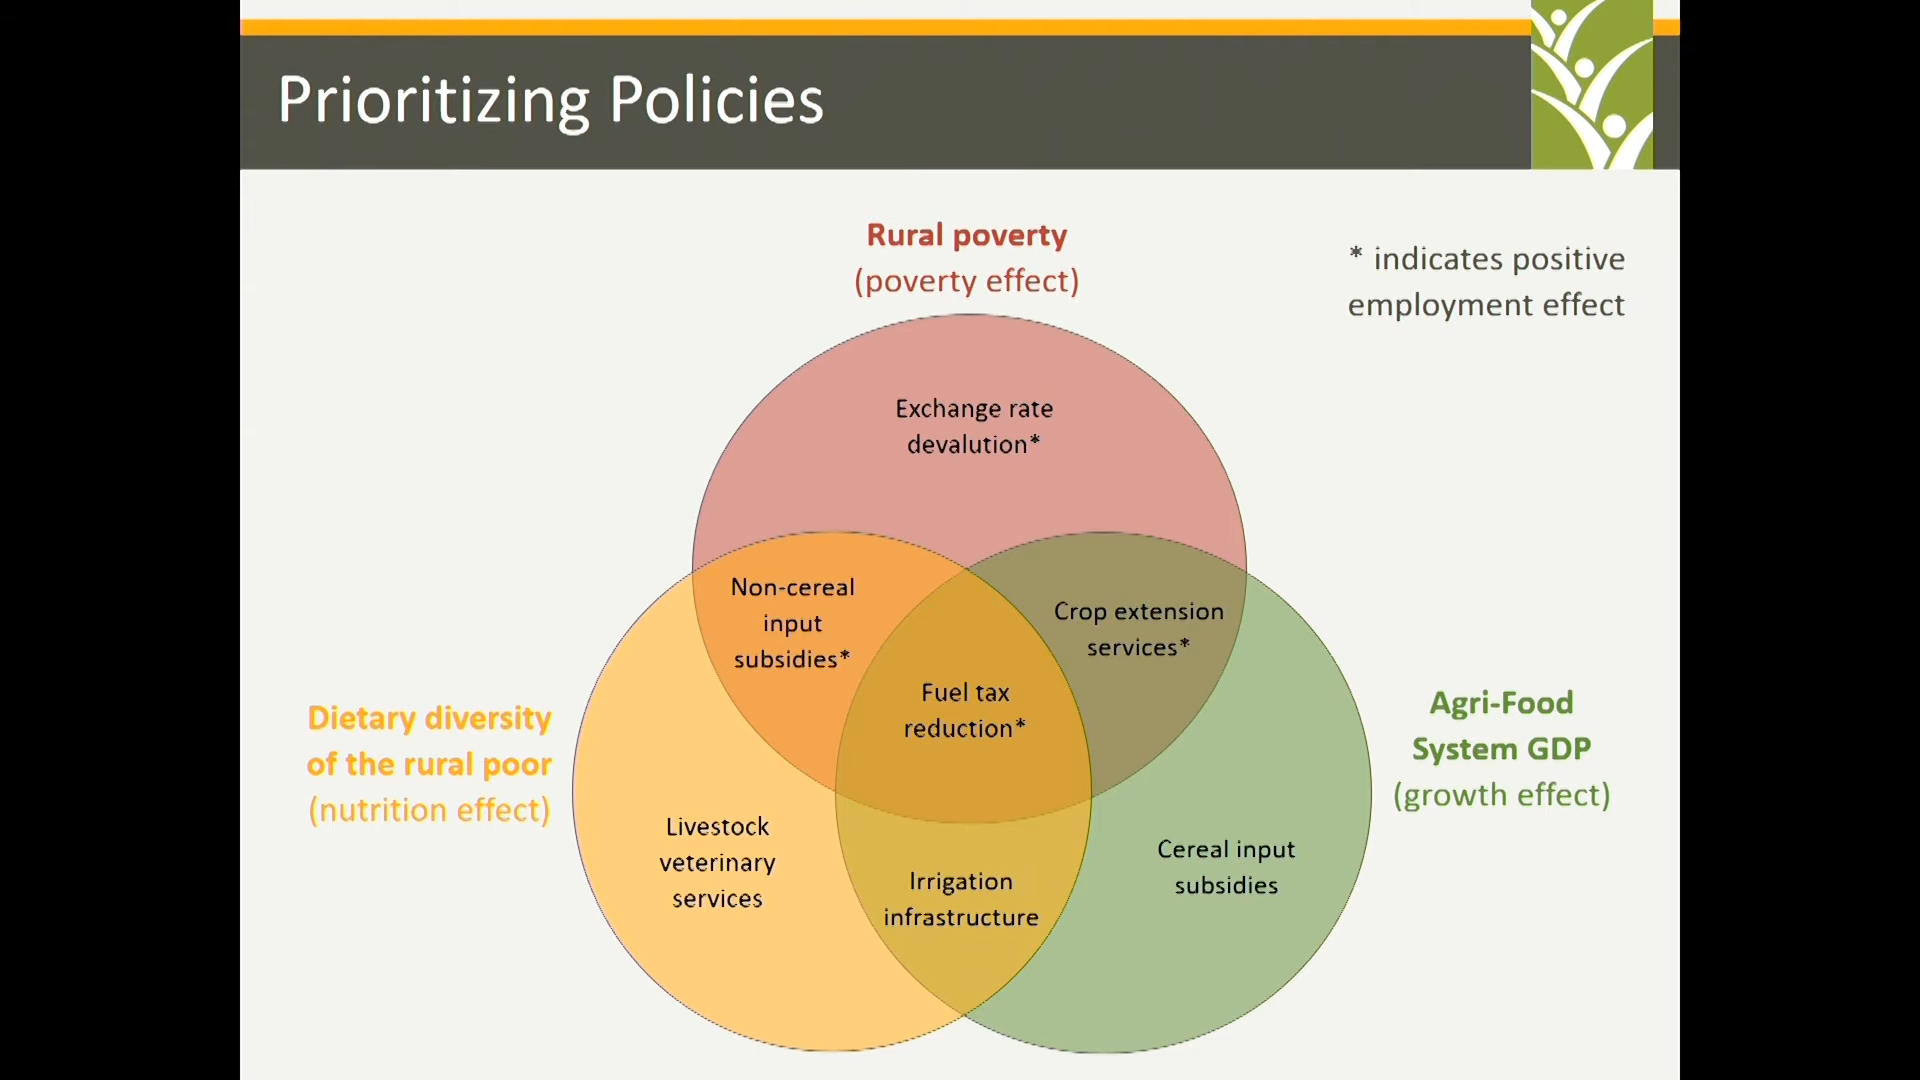 Prioritizing Policies
Rural poverty
(poverty effect)
* indicates positive
employment effect
Exchange rate
devalution*
Non-cereal
input
subsidies*
Crop extension
services*
Fuel tax
reduction*
Dietary diversity
of the rural poor
(nutrition effect)
Agri-Food
System GDP
(growth effect)
Livestock
veterinary
services
Irrigation
infrastructure
Cereal input
subsidies